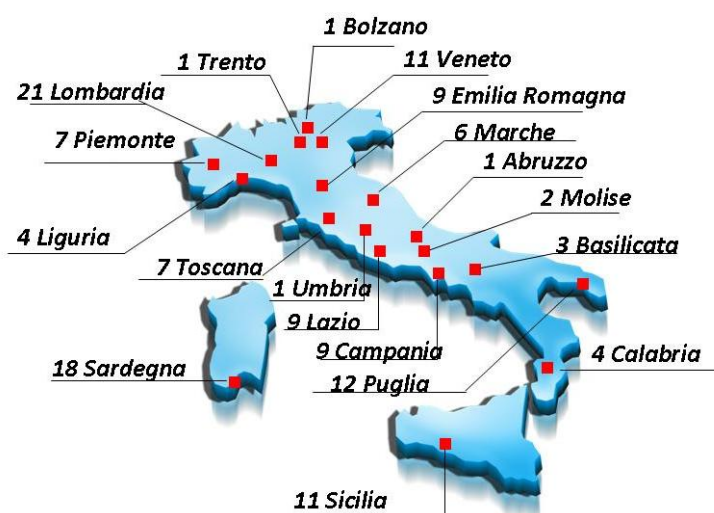 1 Bolzano
1 Trento
11 Veneto
21 Lombardia
9 Emilia Romagna
7 Piemonte
6 Marche
1 Abruzzo
2 Molise
4 Liguria
3 Basilicata
7 Toscana
1 Umbria
9 Lazio
9 Campania
4 Calabria
18 Sardegna
12 Puglia
11 Sicilia